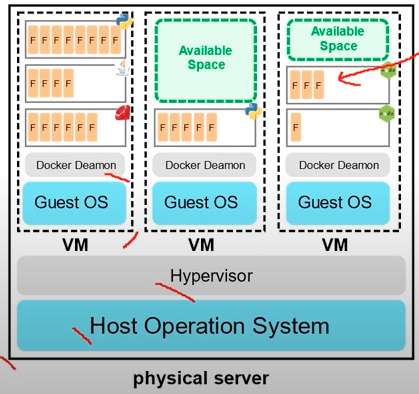 F F F F F F F F
F F F F
F F F F F F
Docker Deamon
Guest OS
VM
Available
Space
F F F F F
Docker Deamon
Guest OS
VM
Available
Space
F F F
F
Docker Deamon
Guest OS
VM
Hypervisor
Host Operation System
physical server